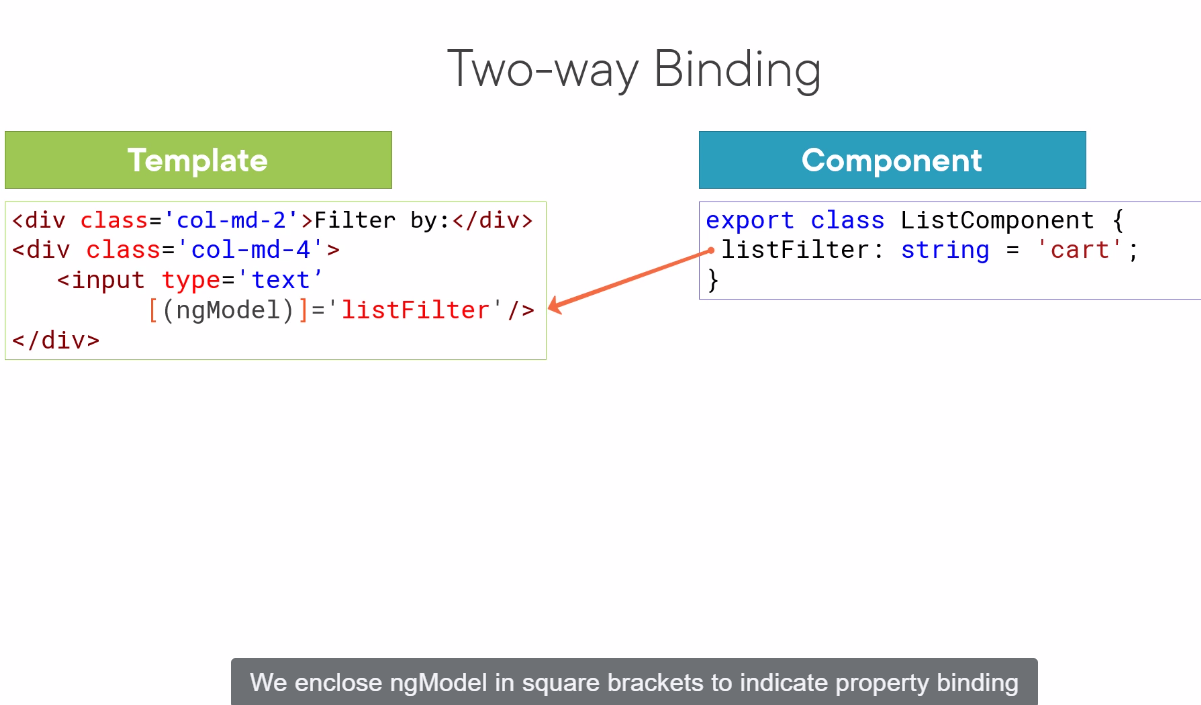 Two-way Binding
Template
Component
<div class='col-md-2'>Filter by:</div>
<div class='col-md-4'>
<input type='text’
[(ngModel)]='listFilter'/>
</div>
export class ListComponent {
listFilter: string = 'cart';
}
We enclose ngModel in square brackets to indicate property binding